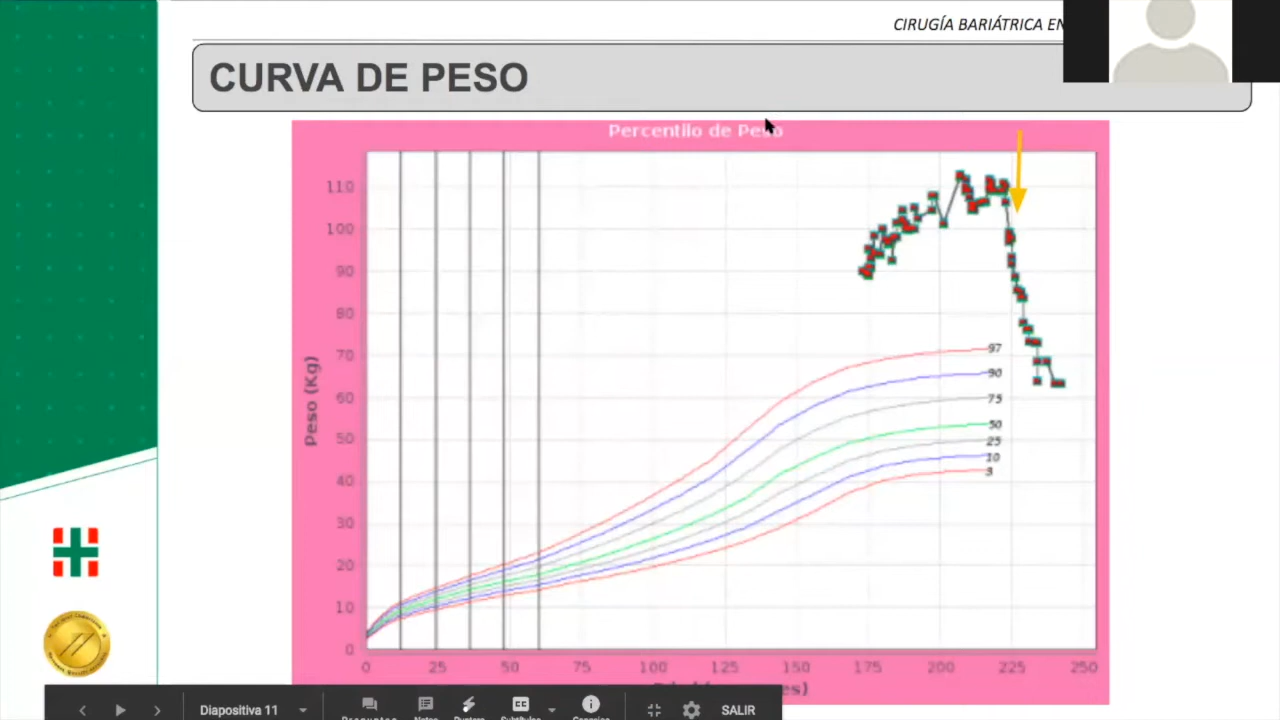 CIRUGÍA BARIÁTRICA EN
CURVA DE PESO
Percentilo de Peso
110
100
90
80
70
60
50
40
30
20
10
0
Peso (Kg)
97
90
75
50
25
10
3
0 25 50 75 100 125 150 175 200 225 250
Diapositiva 11
SALIR